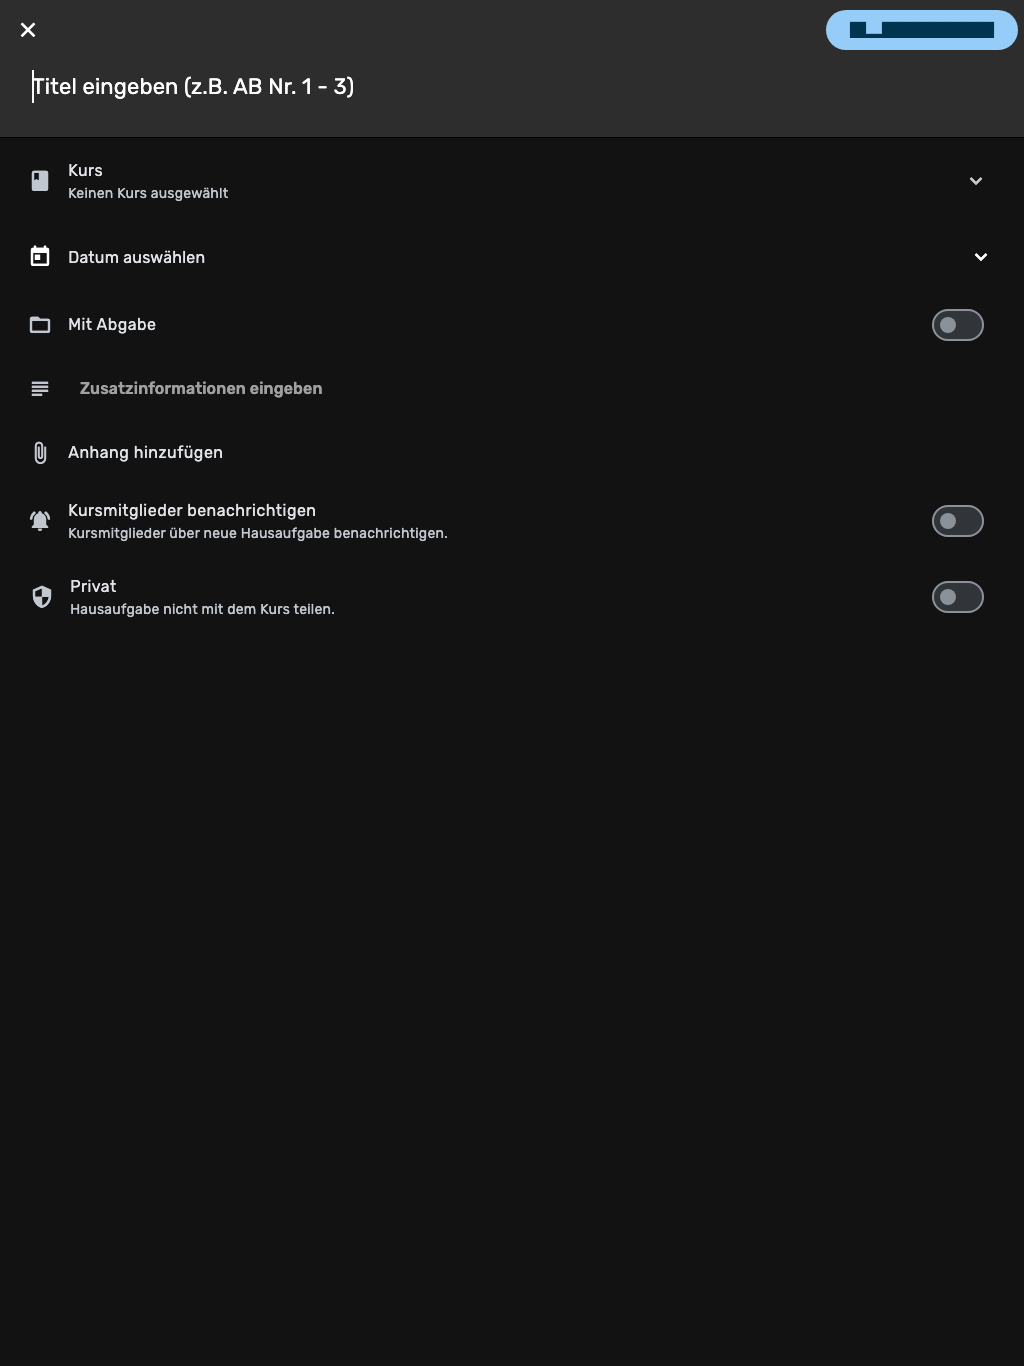 Titel eingeben (z.B. AB Nr. 1 - 3)
Kurs
Keinen Kurs ausgewählt
Datum auswählen
Mit Abgabe
Zusatzinformationen eingeben
Anhang hinzufügen
Kursmitglieder benachrichtigen
Kursmitglieder über neue Hausaufgabe benachrichtigen.
Privat
Hausaufgabe nicht mit dem Kurs teilen.